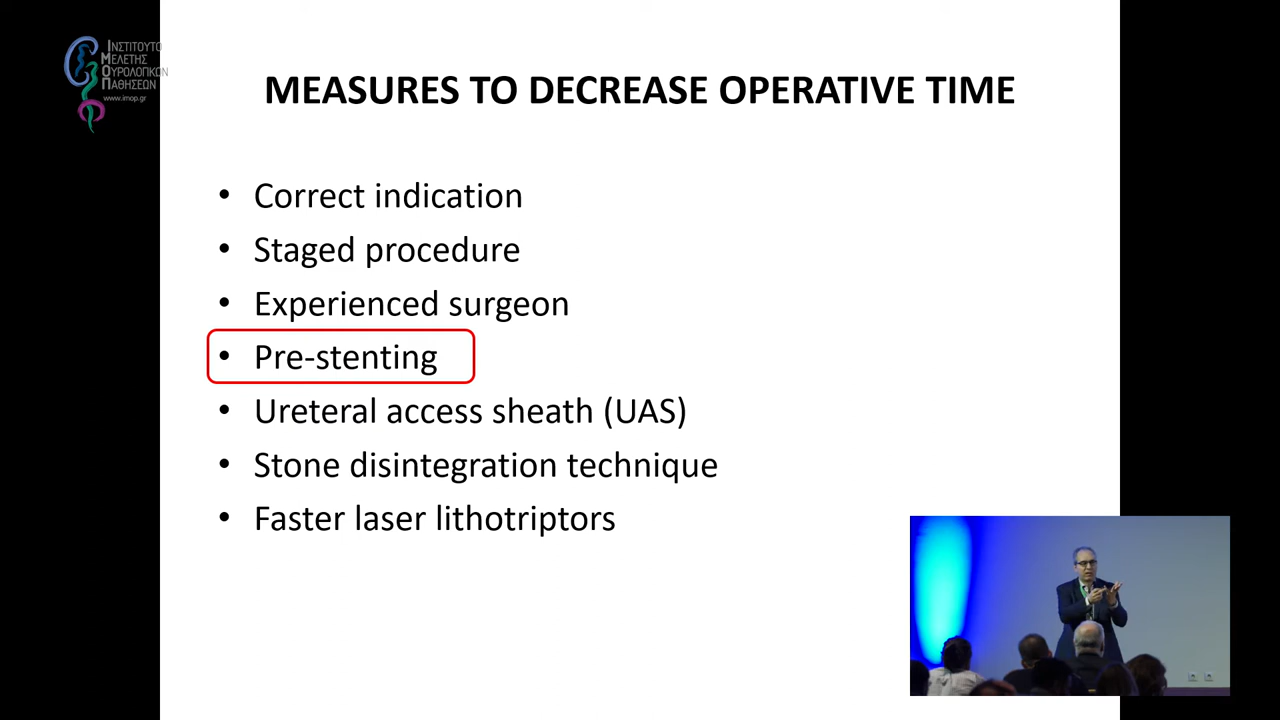 ΙΝΣΤΙΤΟΥΤΟ
ΜΕΛΕΤΗΣ
ΟΥΡΟΛΟΓΙΚΩΝ
ΠΑΘΗΣΕΩΝ
www.imop.gr
MEASURES TO DECREASE OPERATIVE TIME
• Correct indication
• Staged procedure
• Experienced surgeon
• Pre-stenting
• Ureteral access sheath (UAS)
• Stone disintegration technique
• Faster laser lithotriptors